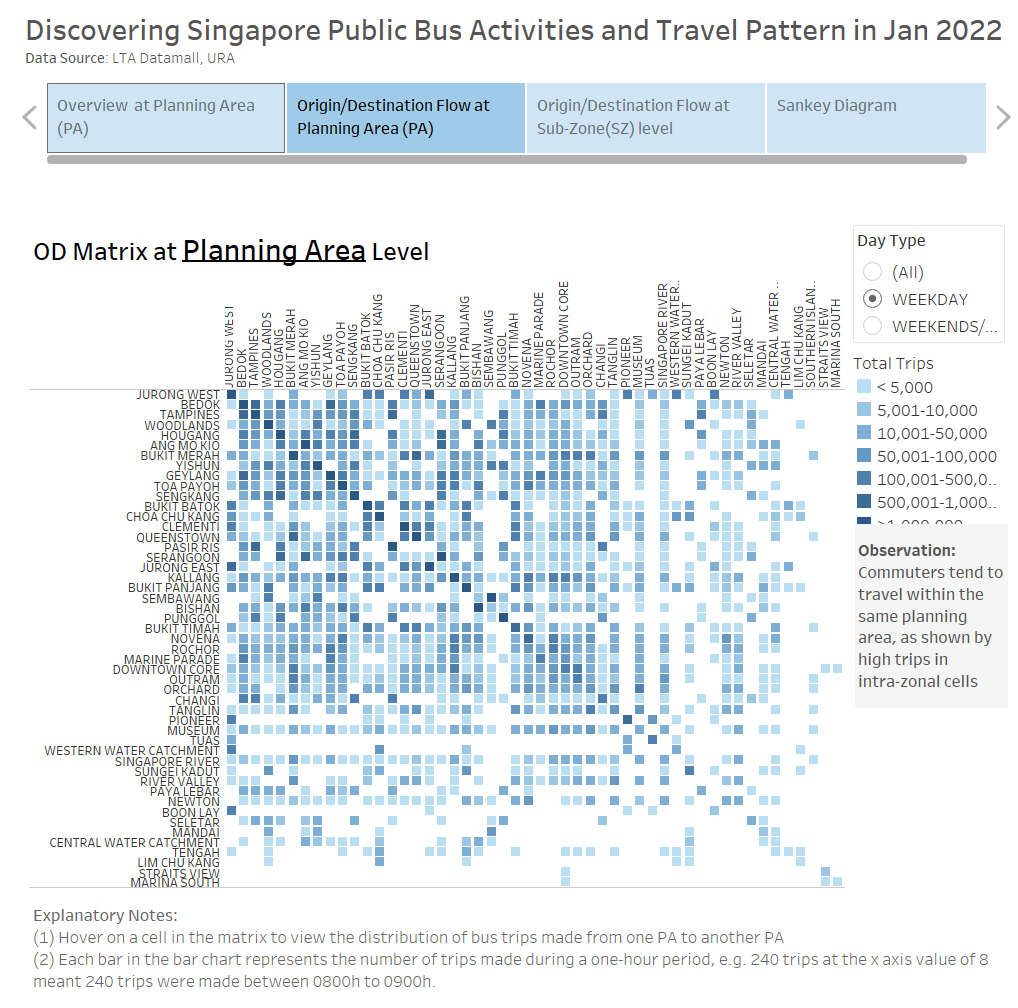 Discovering Singapore Public Bus Activities and Travel Pattern in Jan 2022
Data Source: LTA Datamall, URA
Overview at Planning Area
(PA)
Origin/Destination Flow at
Planning Area (PA)
Origin/Destination Flow at
Sub-Zone(SZ) level
Sankey Diagram
OD Matrix at Planning Area Level
JURONG WEST
BEDOK
TAMPINES
WOODLANDS
HOUGANG
BUKIT MERAH
ANG MO KIO
YISHUN
GEYLANG
TOA PAYOH
SENGKANG
BUKIT BATOK
CHOA CHU KANG
PASIR RIS
CLEMENTI
QUEENSTOWN
JURONG EAST
SERANGOON
KALLANG
BUKIT PANJANG
BISHAN
SEMBAWANG
PUNGGOL
BUKIT TIMAH
NOVENA
MARINE PARADE
ROCHOR
DOWNTOWN CORE
OUTRAM
ORCHARD
CHANGI
TANGLIN
PIONEER
MUSEUM
TUAS
SINGAPORE RIVER
WESTERN WATER..
SUNGEI KADUT
PAYA LEBAR
BOON LAY
NEWTON
RIVER VALLEY
SELETAR
MANDAI
CENTRAL WATER ..
TENGAH
LIM CHU KANG
SOUTHERN ISLAN..
STRAITS VIEW
MARINA SOUTH
JURONG WEST
BEDOK
TAMPINES
WOODLANDS
HOUGANG
ANG MO KIO
BUKIT MERAH
YISHUN
GEYLANG
TOA PAYOH
SENGKANG
BUKIT BATOK
CHOA CHU KANG
CLEMENTI
QUEENSTOWN
PASIR RIS
SERANGOON
JURONG EAST
KALLANG
BUKIT PANJANG
SEMBAWANG
BISHAN
PUNGGOL
BUKIT TIMAH
NOVENA
ROCHOR
MARINE PARADE
DOWNTOWN CORE
OUTRAM
ORCHARD
CHANGI
TANGLIN
PIONEER
MUSEUM
TUAS
WESTERN WATER CATCHMENT
SINGAPORE RIVER
SUNGEI KADUT
RIVER VALLEY
PAYA LEBAR
NEWTON
BOON LAY
SELETAR
MANDAI
CENTRAL WATER CATCHMENT
TENGAH
LIM CHU KANG
STRAITS VIEW
MARINA SOUTH
Day Type
(All)
WEEKDAY
WEEKENDS/...
Total Trips
< 5,000
5,001-10,000
10,001-50,000
50,001-100,000
100,001-500,0..
500,001-1,000..
>1,000,000
Observation:
Commuters tend to
travel within the
same planning
area, as shown by
high trips in
intra-zonal cells
Explanatory Notes:
(1) Hover on a cell in the matrix to view the distribution of bus trips made from one PA to another PA
(2) Each bar in the bar chart represents the number of trips made during a one-hour period, e.g. 240 trips at the x axis value of 8
meant 240 trips were made between 0800h to 0900h.